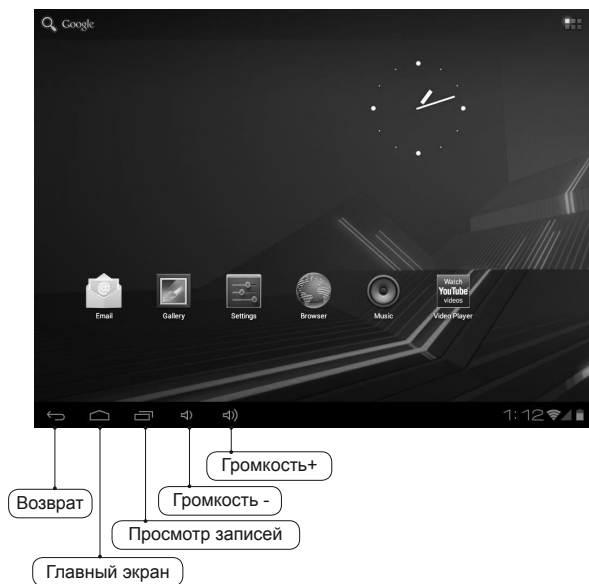 Google
Email Gallery Settings Browser Music Video Player
Watch
YouTube
videos
1:12
Громкость+
Возврат
Громкость -
Просмотр записей
Главный экран